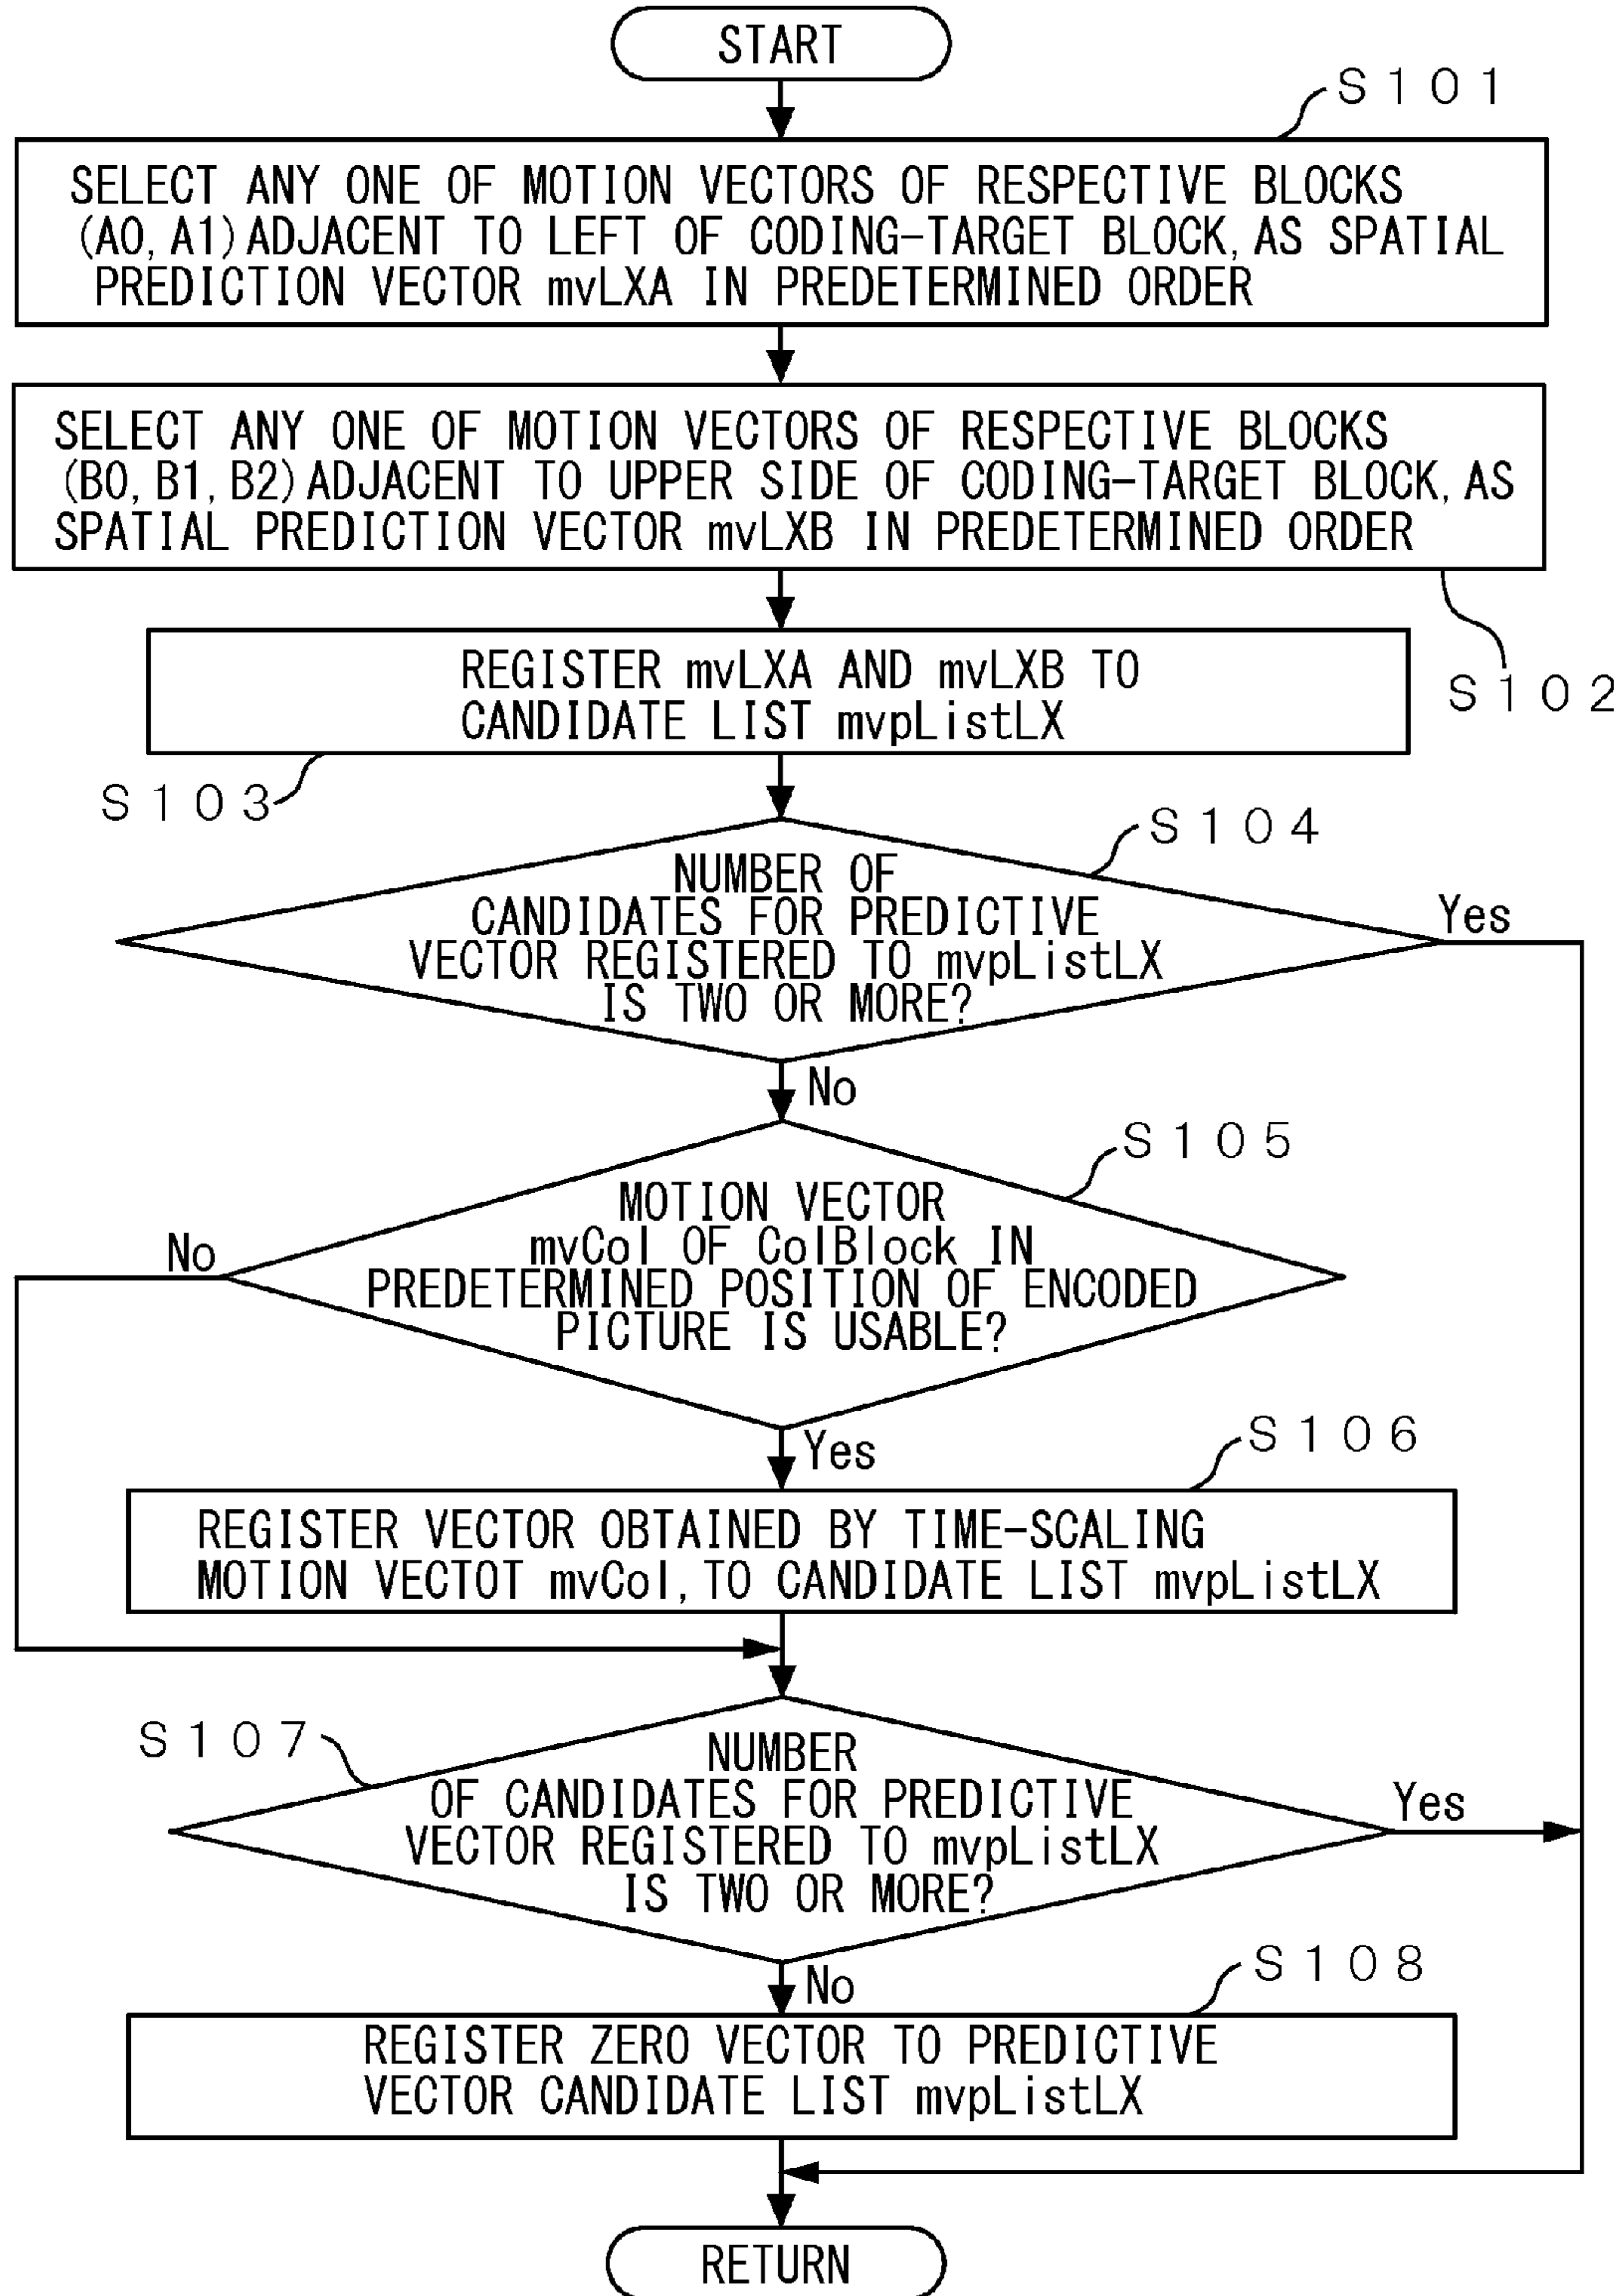 START
S101
SELECT ANY ONE OF MOTION VECTORS OF RESPECTIVE BLOCKS
(A0, A1) ADJACENT TO LEFT OF CODING-TARGET BLOCK, AS SPATIAL
PREDICTION VECTOR mvLXA IN PREDETERMINED ORDER
SELECT ANY ONE OF MOTION VECTORS OF RESPECTIVE BLOCKS
(B0, B1, B2) ADJACENT TO UPPER SIDE OF CODING-TARGET BLOCK, AS
SPATIAL PREDICTION VECTOR mvLXB IN PREDETERMINED ORDER
S102
REGISTER mvLXA AND mvLXB TO
CANDIDATE LIST mvpListLX
S103
S104
NUMBER OF
CANDIDATES FOR PREDICTIVE
VECTOR REGISTERED TO mvpListLX
IS TWO OR MORE?
Yes
No
S105
MOTION VECTOR
mvCol OF ColBlock IN
PREDETERMINED POSITION OF ENCODED
PICTURE IS USABLE?
No
Yes
S106
REGISTER VECTOR OBTAINED BY TIME-SCALING
MOTION VECTOT mvCol, TO CANDIDATE LIST mvpListLX
S107
NUMBER
OF CANDIDATES FOR PREDICTIVE
VECTOR REGISTERED TO mvpListLX
IS TWO OR MORE?
Yes
No
S108
REGISTER ZERO VECTOR TO PREDICTIVE
VECTOR CANDIDATE LIST mvpListLX
RETURN